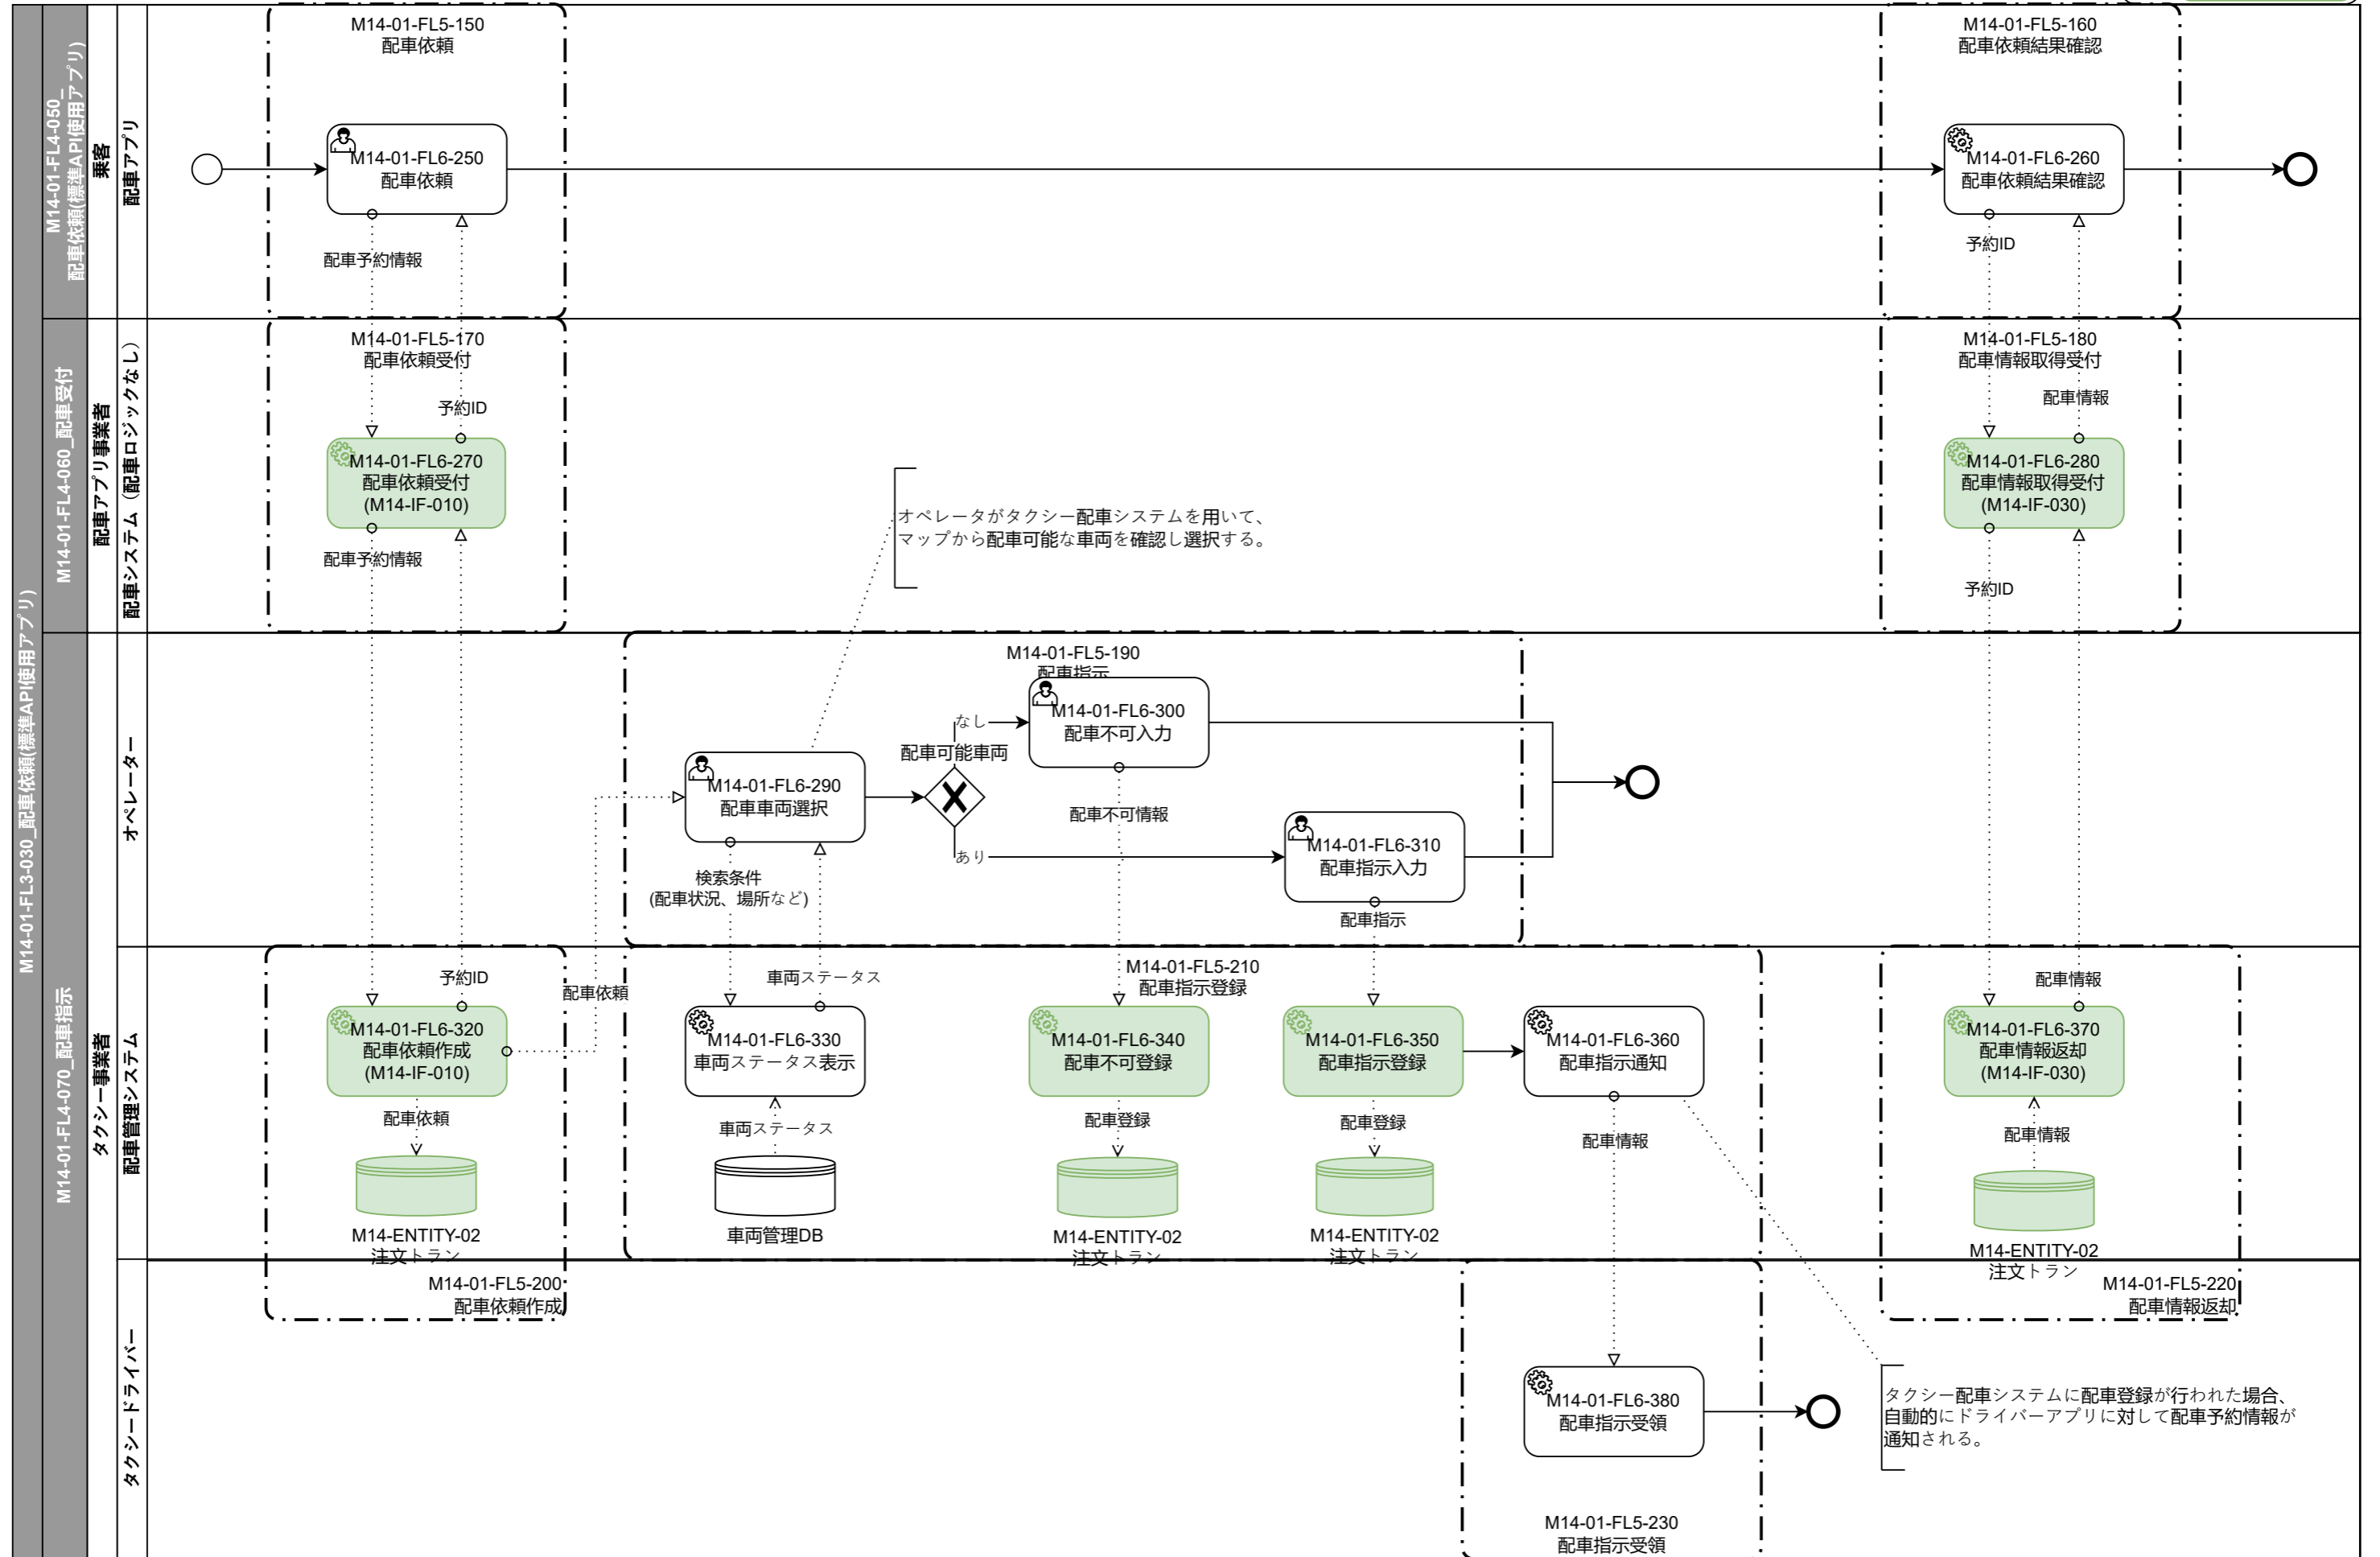 M14-01-FL3-030_配車依頼(標準API使用アプリ)
M14-01-FL4-050_
配車依頼(標準API使用アプリ)
乗客
配車アプリ
M14-01-FL5-150
配車依頼
M14-01-FL6-250
配車依頼
配車予約情報
M14-01-FL5-160
配車依頼結果確認
M14-01-FL6-260
配車依頼結果確認
予約ID
M14-01-FL4-060_配車受付
配車アプリ事業者
配車システム（配車ロジックなし）
M14-01-FL5-170
配車依頼受付
予約ID
M14-01-FL6-270
配車依頼受付
(M14-IF-010)
配車予約情報
オペレータがタクシー配車システムを用いて、
マップから配車可能な車両を確認し選択する。
M14-01-FL5-180
配車情報取得受付
配車情報
M14-01-FL6-280
配車情報取得受付
(M14-IF-030)
予約ID
M14-01-FL4-070_配車指示
タクシー事業者
オペレーター
M14-01-FL5-190
配車指示
M14-01-FL6-290
配車車両選択
配車可能車両
なし
あり
M14-01-FL6-300
配車不可入力
配車不可情報
M14-01-FL6-310
配車指示入力
配車指示
検索条件
(配車状況、場所など)
配車管理システム
予約ID
配車依頼
M14-01-FL6-320
配車依頼作成
(M14-IF-010)
配車依頼
M14-ENTITY-02
注文トラン
M14-01-FL5-200
配車依頼作成
車両ステータス
M14-01-FL6-330
車両ステータス表示
車両ステータス
車両管理DB
M14-01-FL5-210
配車指示登録
M14-01-FL6-340
配車不可登録
配車登録
M14-ENTITY-02
注文トラン
M14-01-FL6-350
配車指示登録
配車登録
M14-ENTITY-02
注文トラン
M14-01-FL6-360
配車指示通知
配車情報
配車情報
M14-01-FL6-370
配車情報返却
(M14-IF-030)
配車情報
M14-ENTITY-02
注文トラン
M14-01-FL5-220
配車情報返却
タクシードライバー
M14-01-FL6-380
配車指示受領
M14-01-FL5-230
配車指示受領
タクシー配車システムに配車登録が行われた場合、
自動的にドライバーアプリに対して配車予約情報が
通知される。